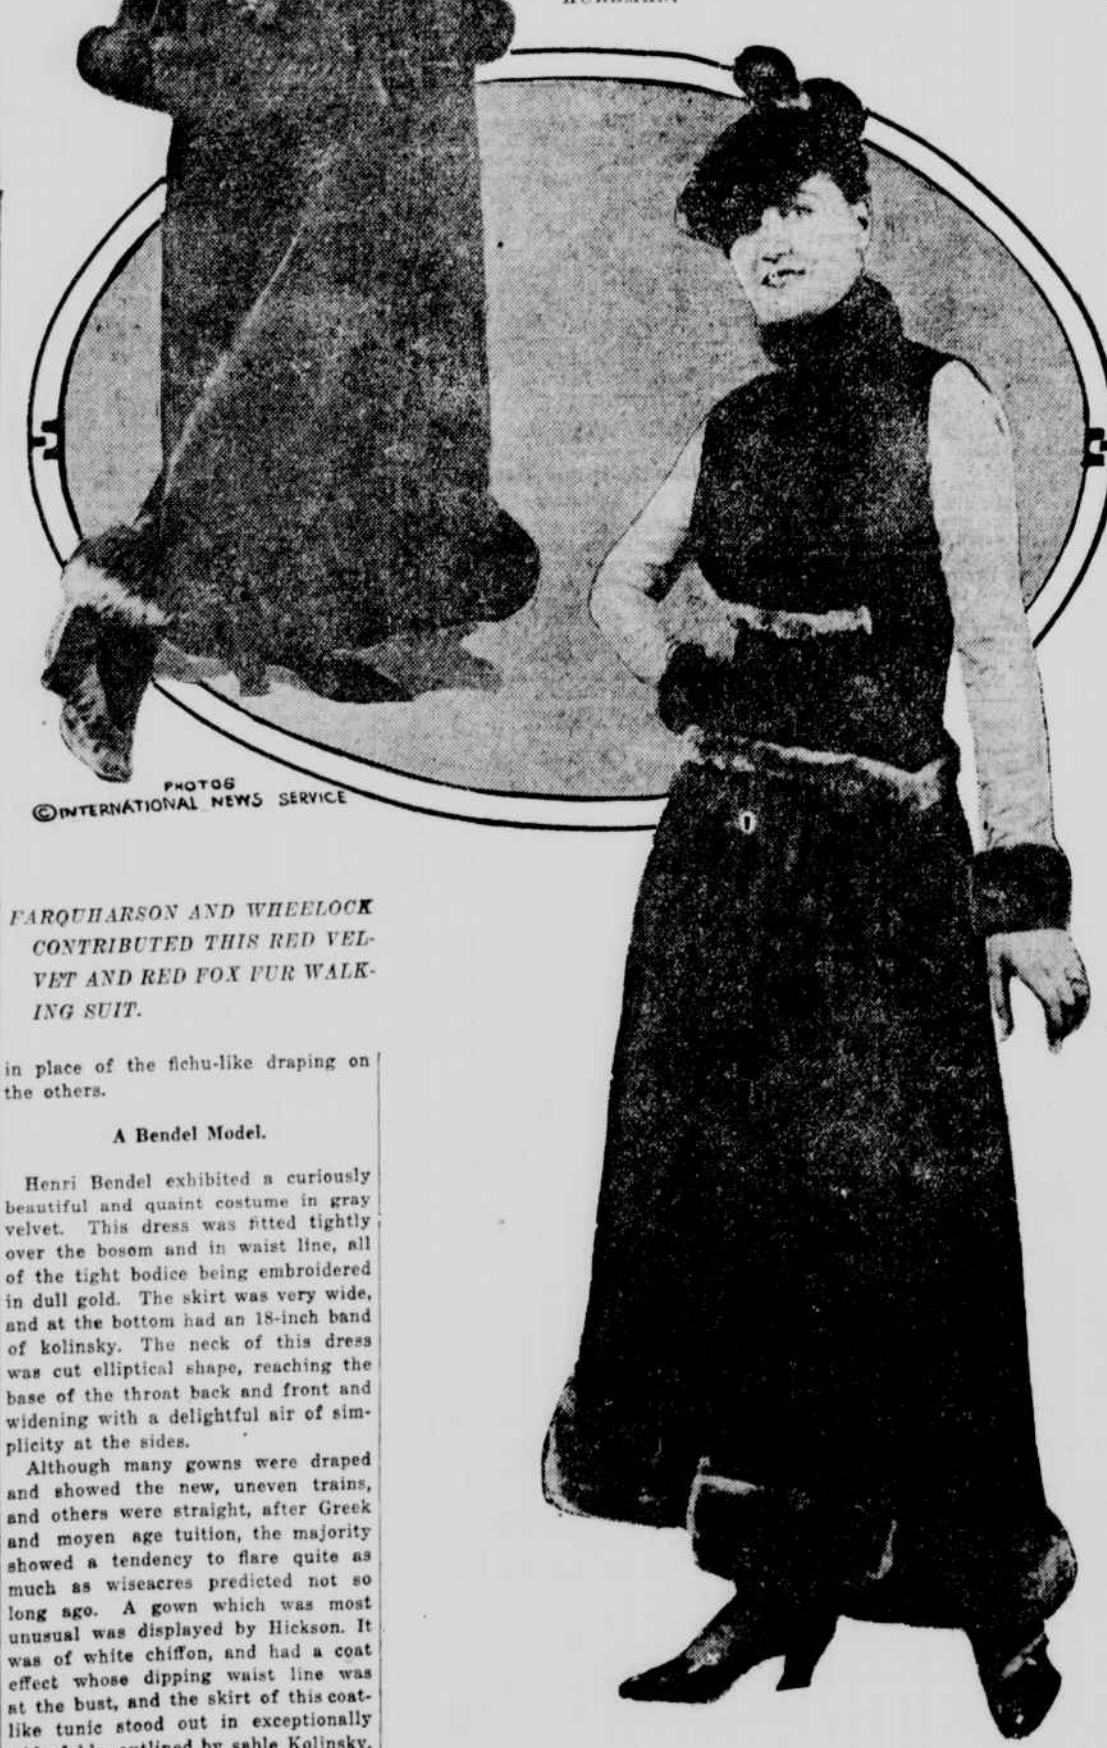 PHOTOS
©INTERNATIONAL NEWS SERVICE
FARQUHARSON AND WHEELOCK
CONTRIBUTED THIS RED VEL-
VET AND RED FOX FUR WALK-
ING SUIT.
in place of the fichu-like draping on
the others.
A Bendel Model.
Henri Bendel exhibited a curiously
beautiful and quaint costume in gray
velvet. This dress was fitted tightly
over the bosom and in waist line, all
of the tight bodice being embroidered
in dull gold. The skirt was very wide,
and at the bottom had an 18-inch band
of kolinsky. The neck of this dress
was cut elliptical shape, reaching the
base of the throat back and front and
widening with a delightful air of sim-
plicity at the sides.
Although many gowns were draped
and showed the new, uneven trains,
and others were straight, after Greek
and moyen age tuition, the majority
showed a tendency to flare quite as
much as wiseacres predicted not so
long ago. A gown which was most
unusual was displayed by Hickson. It
was of white chiffon, and had a coat
effect whose dipping waist line was
at the bust, and the skirt of this coat-
like tunic stood out in exceptionally
outlined by sable Kolinsky.